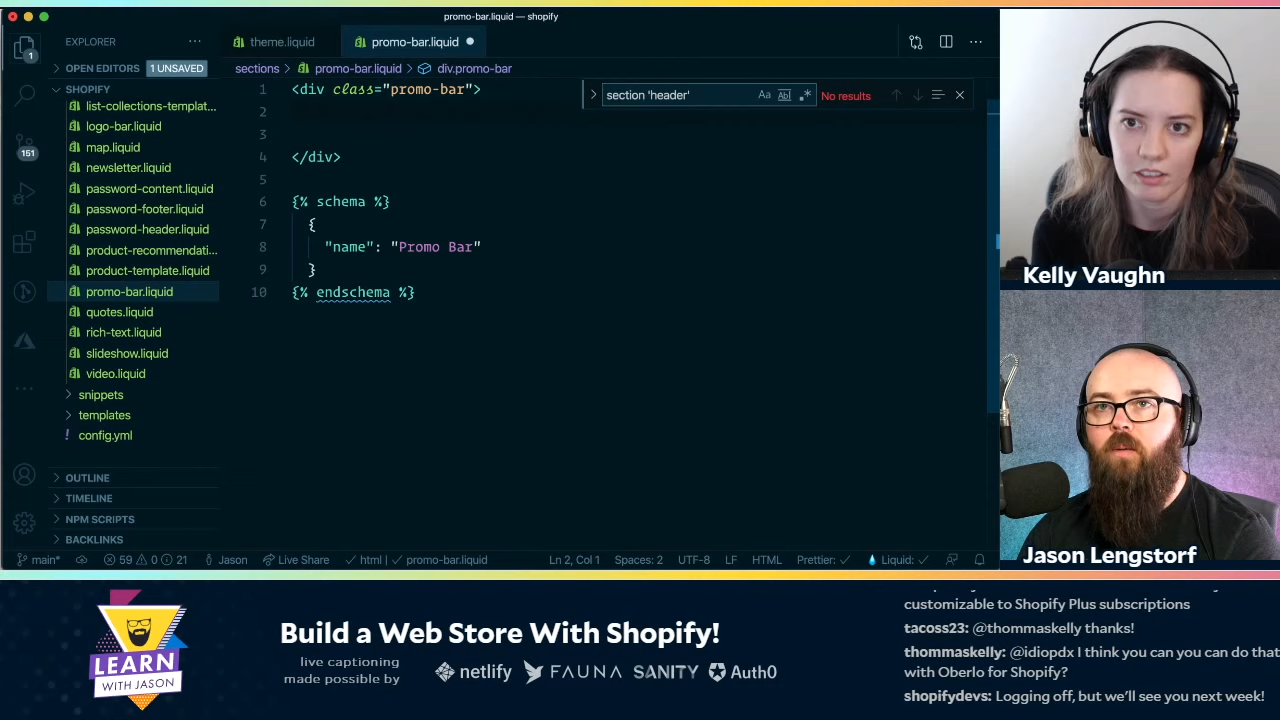 promo-bar.liquid — shopify
EXPLORER
theme.liquid
promo-bar.liquid
1
OPEN EDITORS
1 UNSAVED
sections
promo-bar.liquid
div.promo-bar
SHOPIFY
list-collections-templat...
logo-bar.liquid
map.liquid
newsletter.liquid
password-content.liquid
password-footer.liquid
password-header.liquid
product-recommendati...
product-template.liquid
promo-bar.liquid
quotes.liquid
rich-text.liquid
slideshow.liquid
video.liquid
snippets
templates
config.yml
151
OUTLINE
TIMELINE
NPM SCRIPTS
BACKLINKS
section 'header'
Aa
Abl
.*
No results
1 <div class="promo-bar">
2
3
4 </div>
5
6 {% schema %}
7 {
8 "name": "Promo Bar"
9 }
10 {% endschema %}
main*
59
0
21
Jason
Live Share
html
promo-bar.liquid
Ln 2, Col 1
Spaces: 2
UTF-8
LF
HTML
Prettier:
Liquid:
Kelly Vaughn
Jason Lengstorf
LEARN
WITH JASON
Build a Web Store With Shopify!
live captioning
made possible by
netlify
FAUNA
SANITY
Auth0
customizable to Shopify Plus subscriptions
tacoss23: @thommaskelly thanks!
thommaskelly: @idiopdx I think you can you can do that
with Oberlo for Shopify?
shopifydevs: Logging off, but we'll see you next week!